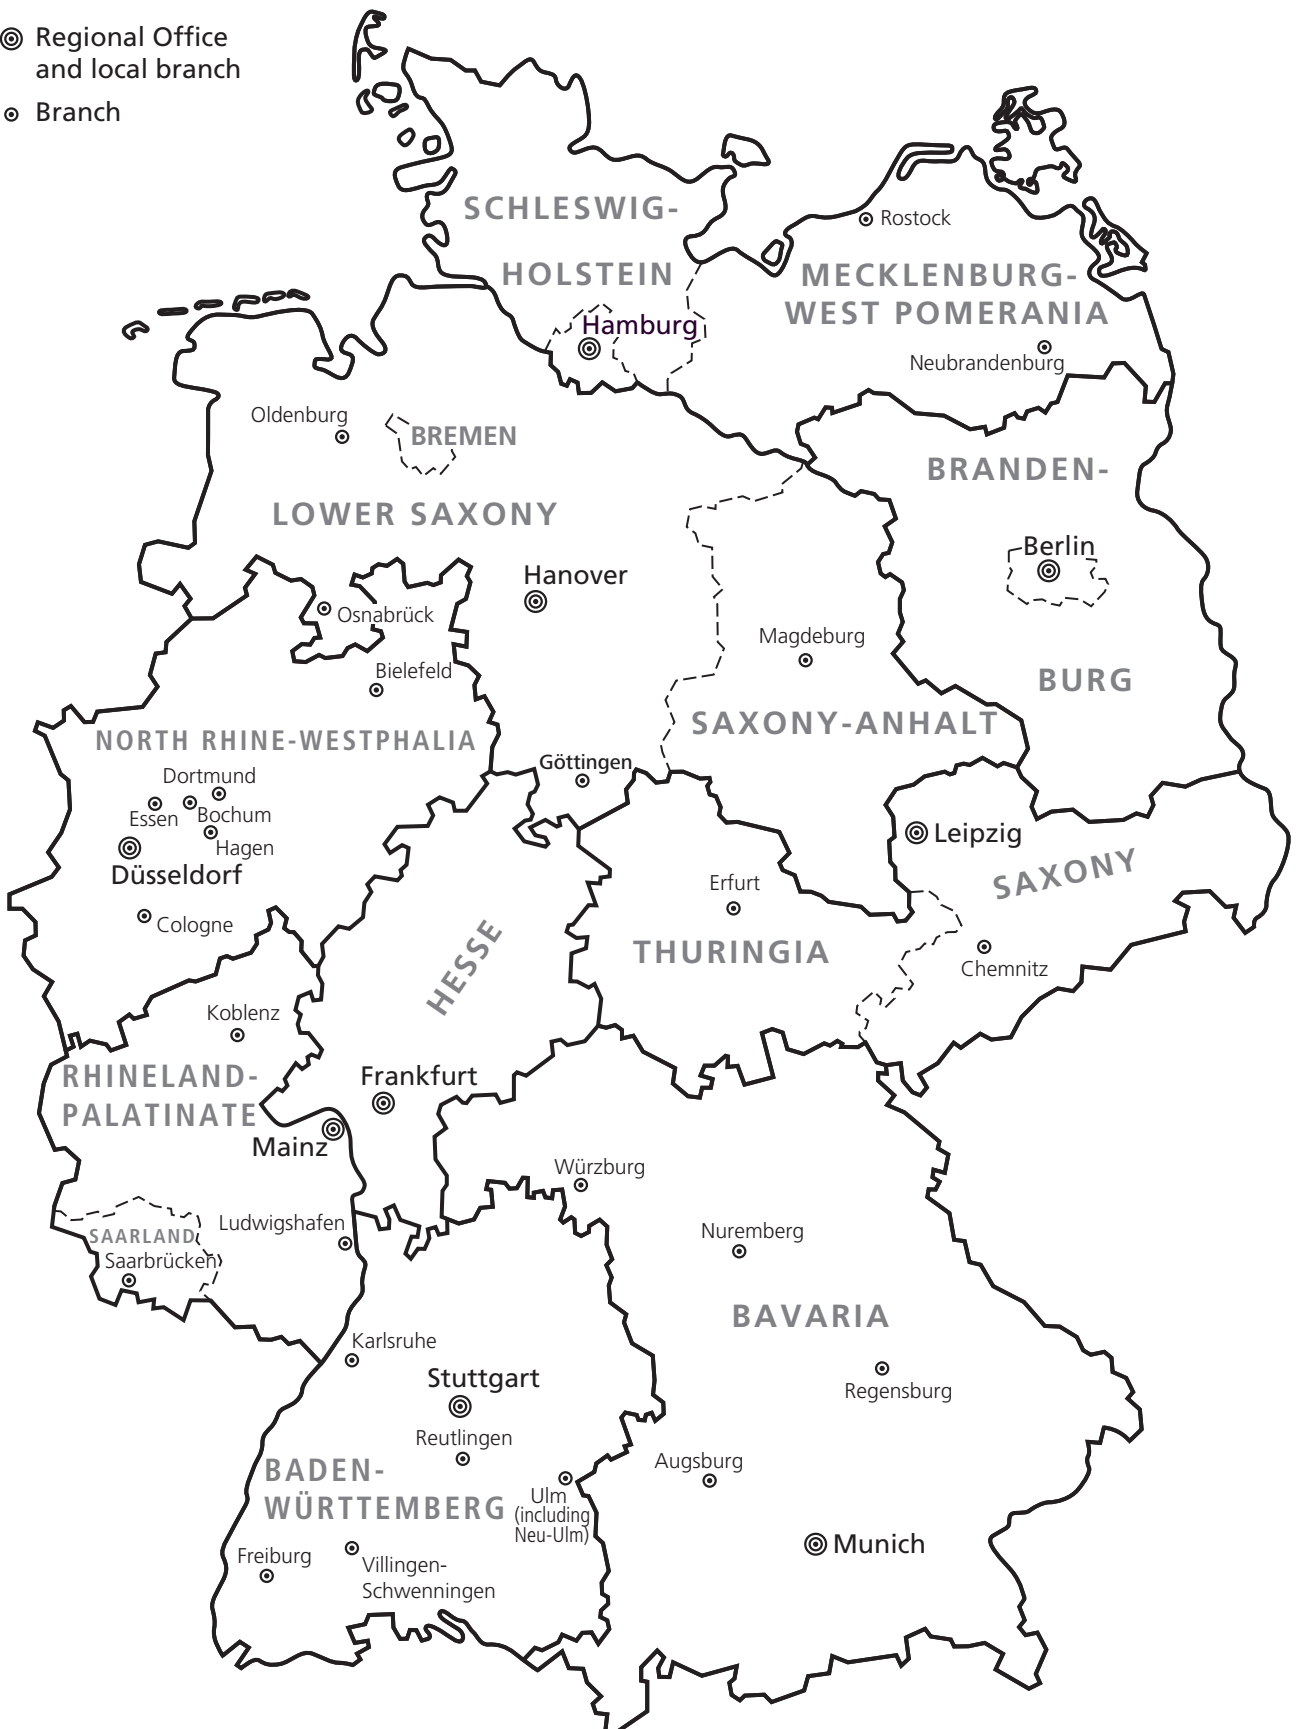 Regional Office
and local branch
Branch
SCHLESWIG-
HOLSTEIN
Rostock
MECKLENBURG-
WEST POMERANIA
Hamburg
Neubrandenburg
Oldenburg
BREMEN
BRANDEN-
LOWER SAXONY
Berlin
Hanover
Osnabrück
Magdeburg
Bielefeld
BURG
SAXONY-ANHALT
NORTH RHINE-WESTPHALIA
Göttingen
Dortmund
Essen
Bochum
Hagen
Düsseldorf
Leipzig
SAXONY
Erfurt
Cologne
HESSE
THURINGIA
Chemnitz
Koblenz
RHINELAND-
PALATINATE
Frankfurt
Mainz
Würzburg
Ludwigshafen
SAARLAND
Saarbrücken
Nuremberg
BAVARIA
Karlsruhe
Stuttgart
Regensburg
Reutlingen
Augsburg
BADEN-
WÜRTTEMBERG
Ulm
(including
Neu-Ulm)
Munich
Freiburg
Villingen-
Schwenningen